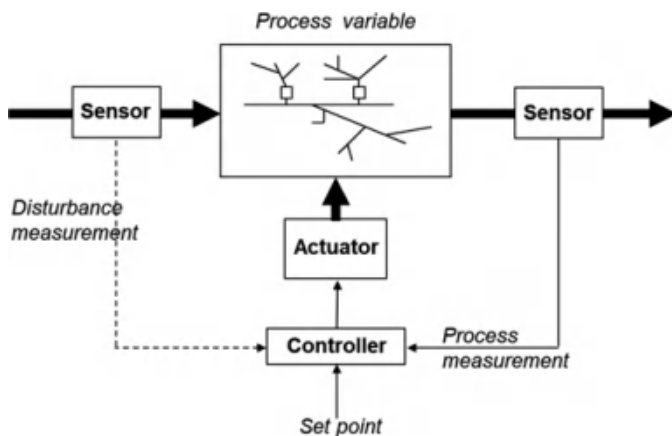 Process variable
Sensor
Sensor
Disturbance
measurement
Actuator
Controller
Process
measurement
Set point